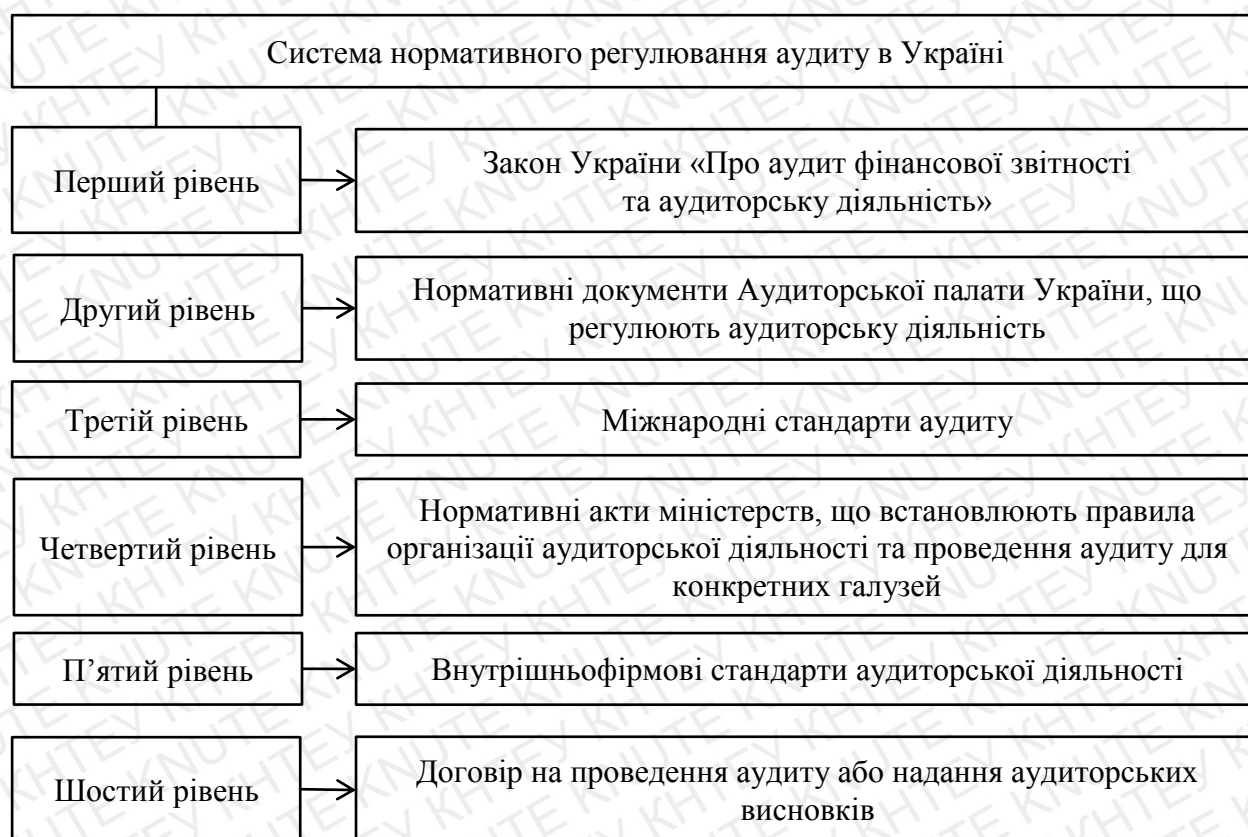 Система нормативного регулювання аудиту в Україні
Перший рівень
Закон України «Про аудит фінансової звітності
та аудиторську діяльність»
Другий рівень
Нормативні документи Аудиторської палати України, що
регулюють аудиторську діяльність
Третій рівень
Міжнародні стандарти аудиту
Четвертий рівень
Нормативні акти міністерств, що встановлюють правила
організації аудиторської діяльності та проведення аудиту для
конкретних галузей
П’ятий рівень
Внутрішньофірмові стандарти аудиторської діяльності
Шостий рівень
Договір на проведення аудиту або надання аудиторських
висновків